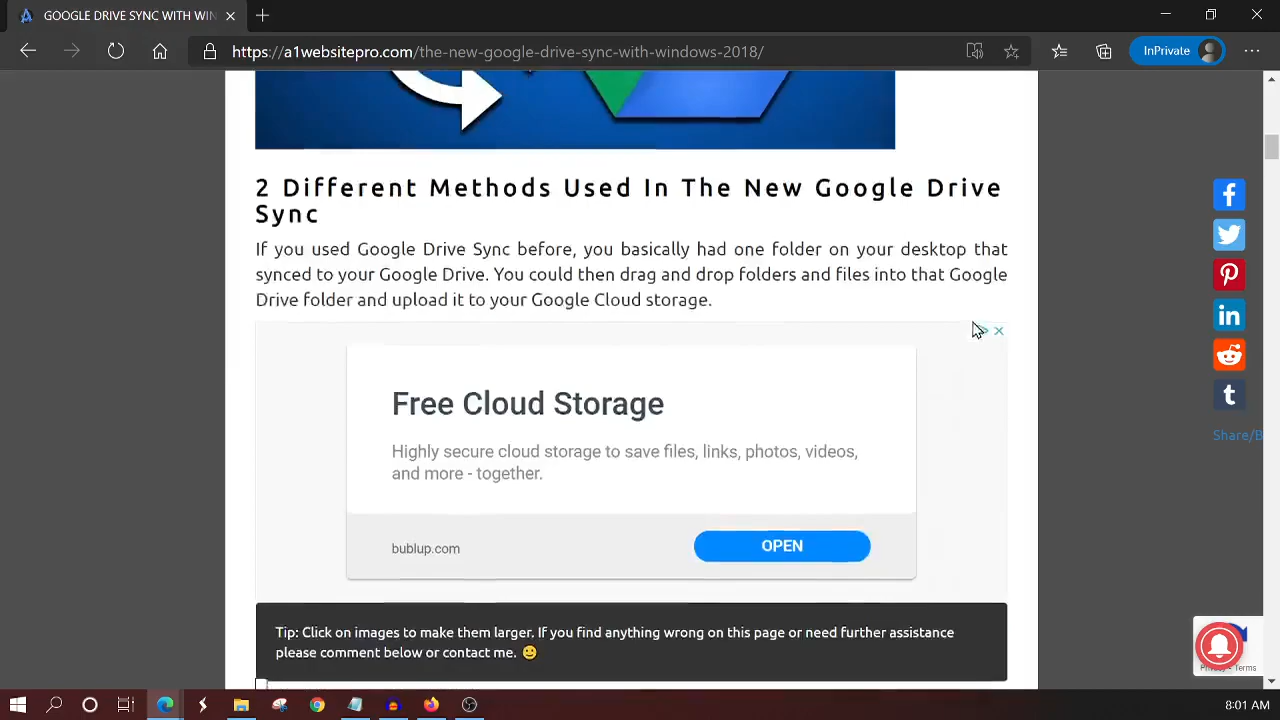 GOOGLE DRIVE SYNC WITH WIN
https://a1websitepro.com/the-new-google-drive-sync-with-windows-2018/
InPrivate
2 Different Methods Used In The New Google Drive
Sync
If you used Google Drive Sync before, you basically had one folder on your desktop that
synced to your Google Drive. You could then drag and drop folders and files into that Google
Drive folder and upload it to your Google Cloud storage.
Free Cloud Storage
Highly secure cloud storage to save files, links, photos, videos,
and more - together.
bublup.com
OPEN
Tip: Click on images to make them larger. If you find anything wrong on this page or need further assistance
please comment below or contact me. 🙂
Share/B
Privacy - Terms
8:01 AM